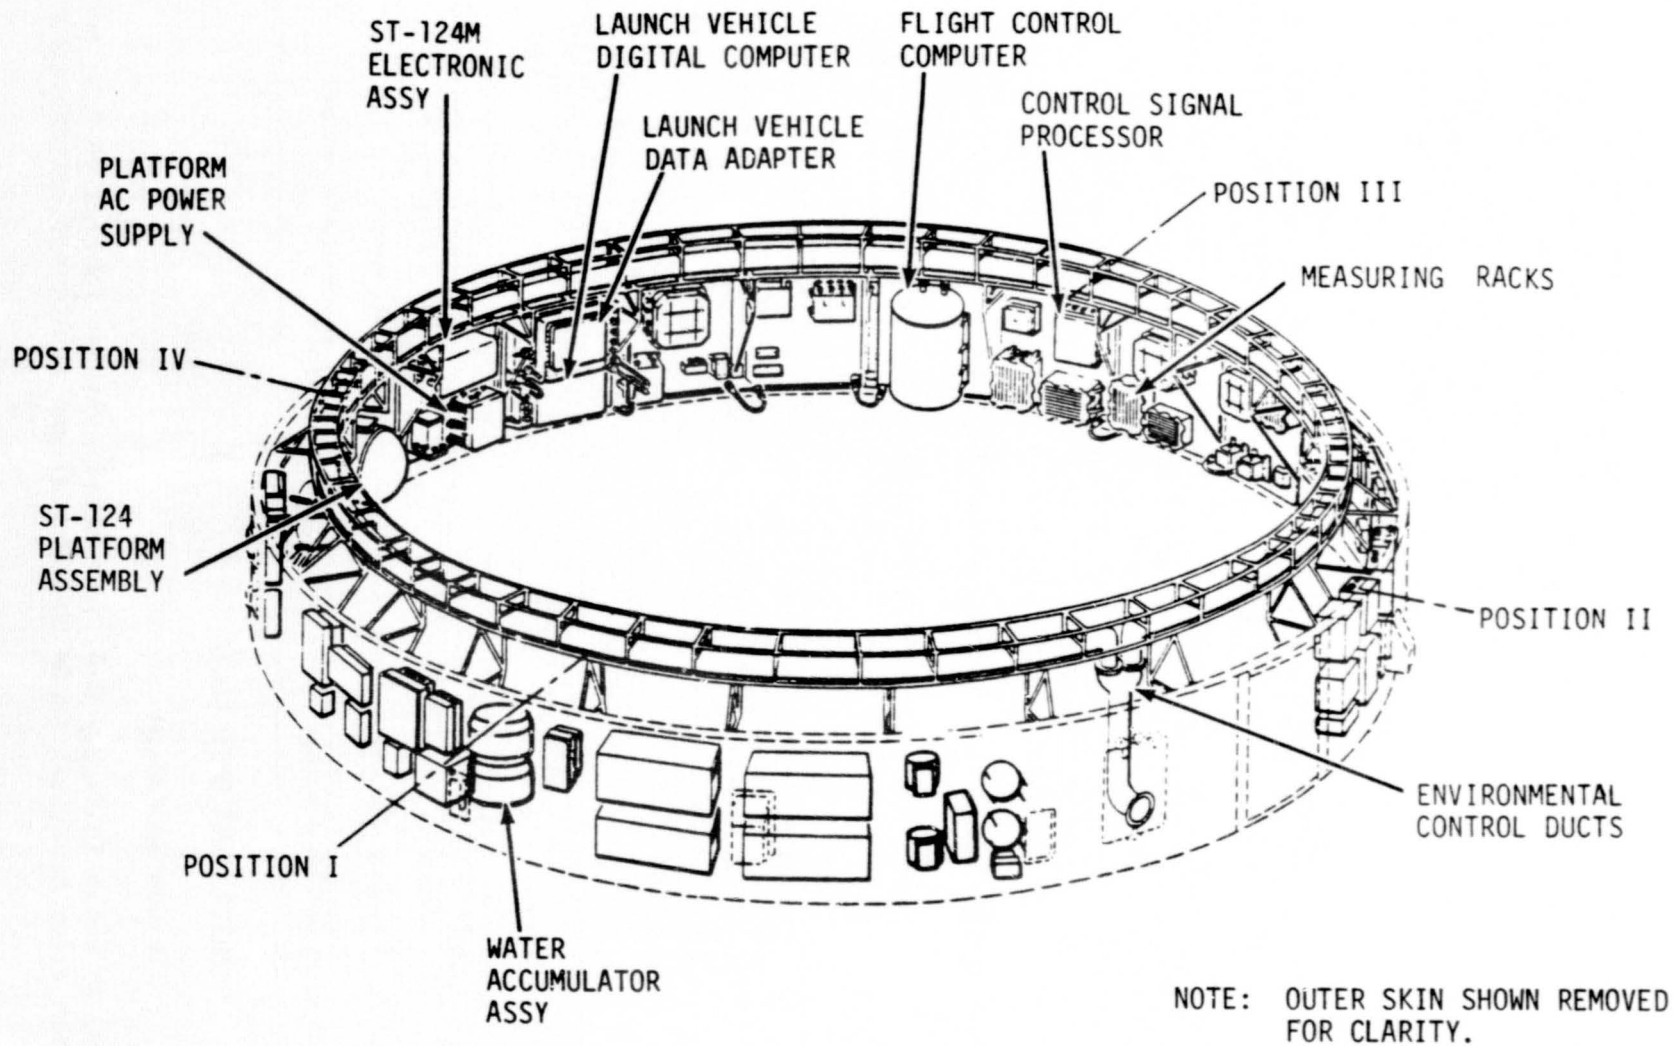 ST-124M
ELECTRONIC
ASSY
LAUNCH VEHICLE
DIGITAL COMPUTER
FLIGHT CONTROL
COMPUTER
LAUNCH VEHICLE
DATA ADAPTER
CONTROL SIGNAL
PROCESSOR
PLATFORM
AC POWER
SUPPLY
POSITION III
MEASURING RACKS
POSITION IV
ST-124
PLATFORM
ASSEMBLY
POSITION II
ENVIRONMENTAL
CONTROL DUCTS
POSITION I
WATER
ACCUMULATOR
ASSY
NOTE: OUTER SKIN SHOWN REMOVED
FOR CLARITY.